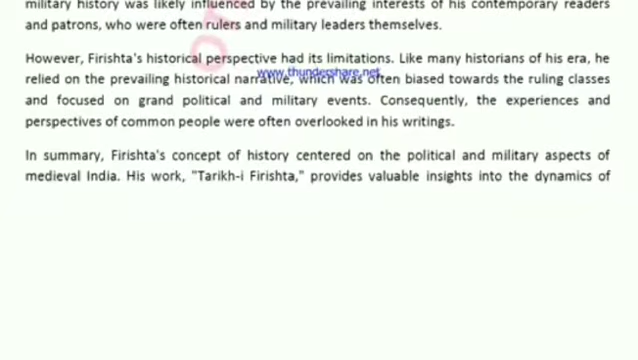 military history was likely influenced by the prevailing interests of his contemporary readers
and patrons, who were often rulers and military leaders themselves.
However, Firishta's historical perspective had its limitations. Like many historians of his era, he
relied on the prevailing historical narrative, which was often biased towards the ruling classes
www.thundershare.net
and focused on grand political and military events. Consequently, the experiences and
perspectives of common people were often overlooked in his writings.
In summary, Firishta's concept of history centered on the political and military aspects of
medieval India. His work, "Tarikh-i Firishta," provides valuable insights into the dynamics of